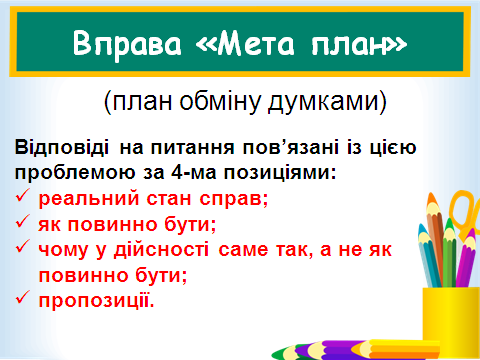 Вправа «Мета план»
(план обміну думками)
Відповіді на питання пов’язані із цією
проблемою за 4-ма позиціями:
✓ реальний стан справ;
✓ як повинно бути;
✓ чому у дійсності саме так, а не як
повинно бути;
✓ пропозиції.